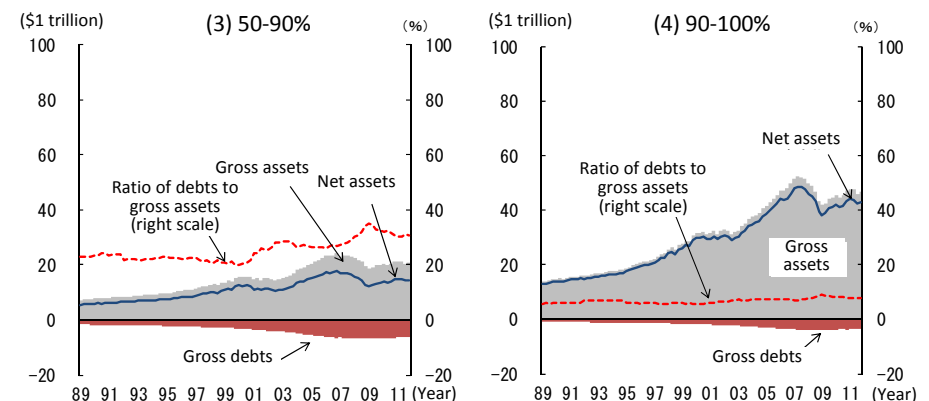 ($1 trillion)
(3) 50-90%
(%)
100
80
60
40
20
0
−20
100
80
60
40
20
0
−20
Gross assets
Net assets
Ratio of debts to
gross assets
(right scale)
Gross debts
89 91 93 95 97 99 01 03 05 07 09 11 (Year)
($1 trillion)
(4) 90-100%
(%)
100
80
60
40
20
0
−20
100
80
60
40
20
0
−20
Net assets
Ratio of debts to
gross assets
(right scale)
Gross
assets
Gross debts
89 91 93 95 97 99 01 03 05 07 09 11 (Year)